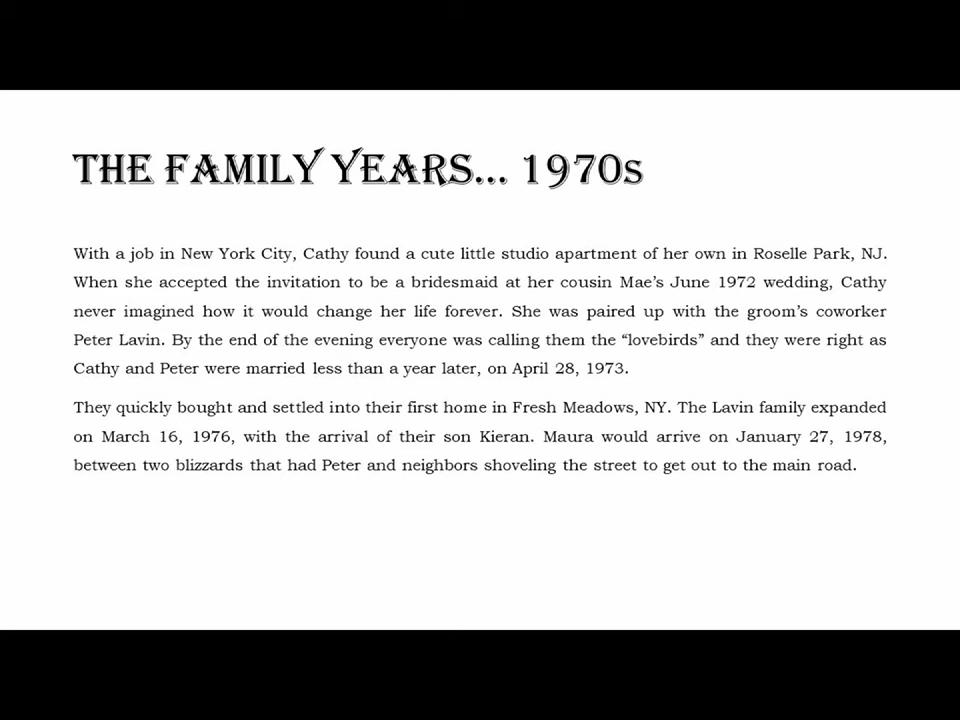 THE FAMILY YEARS... 1970s
With a job in New York City, Cathy found a cute little studio apartment of her own in Roselle Park, NJ.
When she accepted the invitation to be a bridesmaid at her cousin Mae’s June 1972 wedding, Cathy
never imagined how it would change her life forever. She was paired up with the groom’s coworker
Peter Lavin. By the end of the evening everyone was calling them the “lovebirds” and they were right as
Cathy and Peter were married less than a year later, on April 28, 1973.
They quickly bought and settled into their first home in Fresh Meadows, NY. The Lavin family expanded
on March 16, 1976, with the arrival of their son Kieran. Maura would arrive on January 27, 1978,
between two blizzards that had Peter and neighbors shoveling the street to get out to the main road.